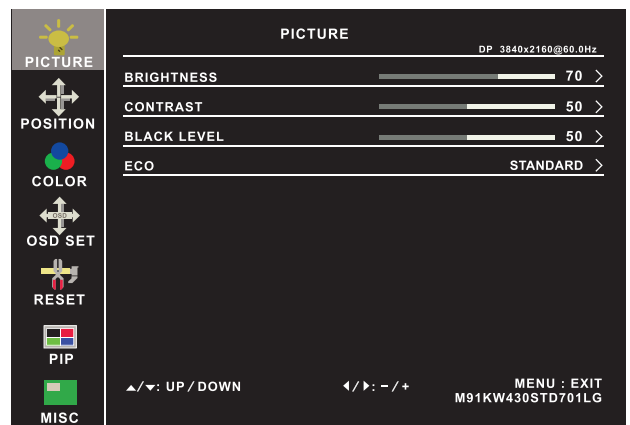 PICTURE
DP 3840x2160@60.0Hz
PICTURE
BRIGHTNESS 70 >
CONTRAST 50 >
BLACK LEVEL 50 >
ECO STANDARD >
POSITION
COLOR
OSD
OSD SET
RESET
PIP
MISC
▲/▼: UP / DOWN ◀/▶: – / + MENU : EXIT
M91KW430STD701LG